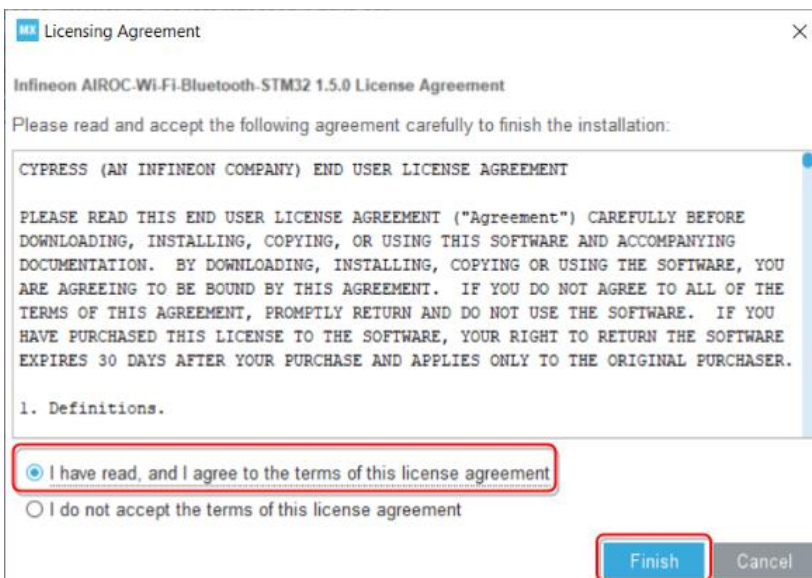 MX Licensing Agreement
Infineon AIROC-Wi-Fi-Bluetooth-STM32 1.5.0 License Agreement
Please read and accept the following agreement carefully to finish the installation:
CYPRESS (AN INFINEON COMPANY) END USER LICENSE AGREEMENT
PLEASE READ THIS END USER LICENSE AGREEMENT ("Agreement") CAREFULLY BEFORE
DOWNLOADING, INSTALLING, COPYING, OR USING THIS SOFTWARE AND ACCOMPANYING
DOCUMENTATION.  BY DOWNLOADING, INSTALLING, COPYING OR USING THE SOFTWARE, YOU
ARE AGREEING TO BE BOUND BY THIS AGREEMENT.  IF YOU DO NOT AGREE TO ALL OF THE
TERMS OF THIS AGREEMENT, PROMPTLY RETURN AND DO NOT USE THE SOFTWARE.  IF YOU
HAVE PURCHASED THIS LICENSE TO THE SOFTWARE, YOUR RIGHT TO RETURN THE SOFTWARE
EXPIRES 30 DAYS AFTER YOUR PURCHASE AND APPLIES ONLY TO THE ORIGINAL PURCHASER.
1. Definitions.
I have read, and I agree to the terms of this license agreement
I do not accept the terms of this license agreement
Finish Cancel